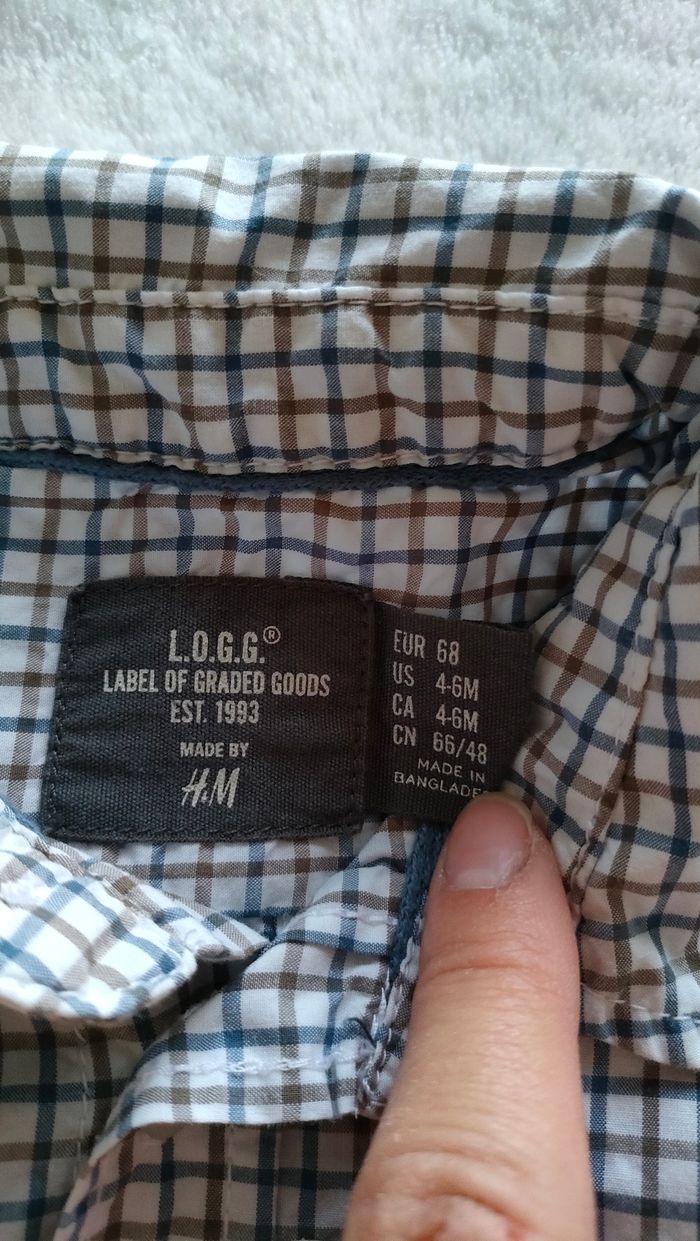 L.O.G.G.®
LABEL OF GRADED GOODS
EST. 1993
MADE BY
H&M
EUR 68
US 4-6M
CA 4-6M
CN 66/48
MADE IN